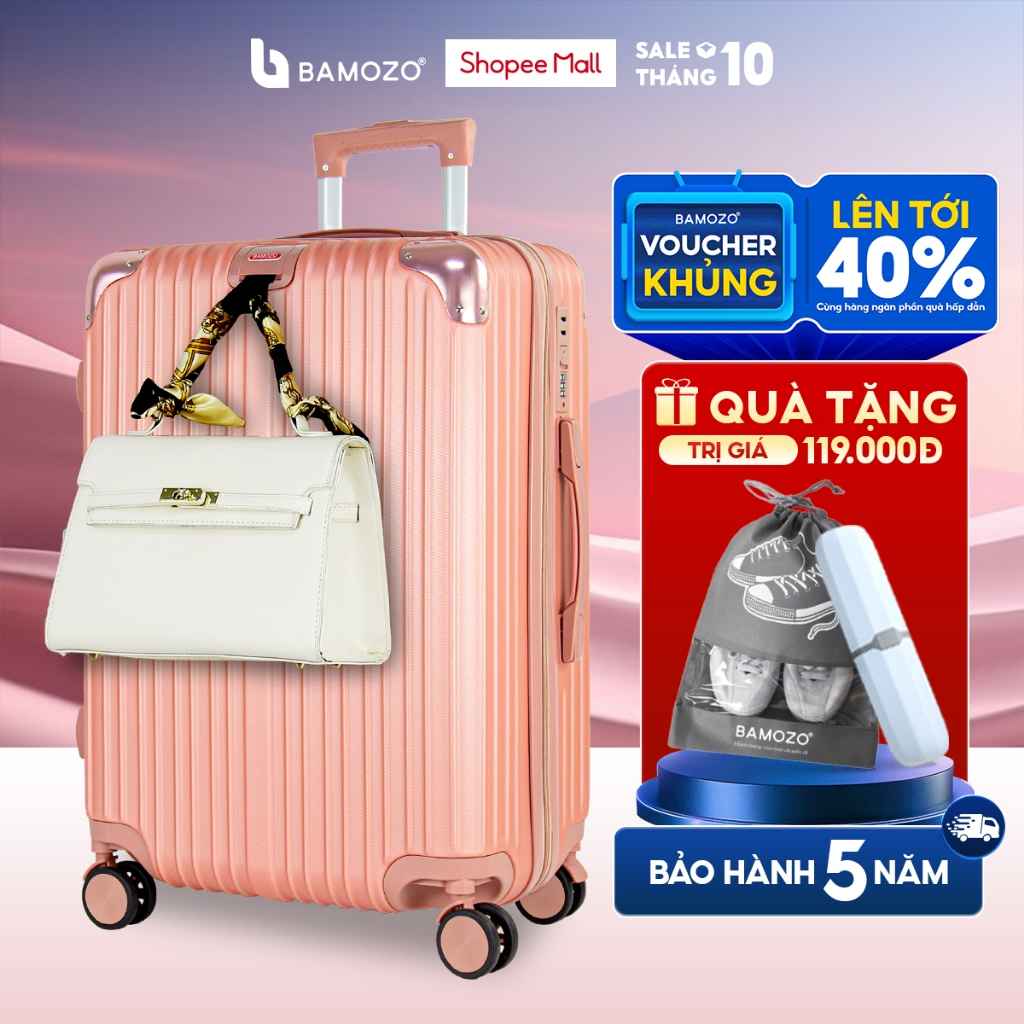 BAMOZO®
Shopee Mall
SALE
THÁNG 10
BAMOZO
BAMOZO®
VOUCHER
KHỦNG
LÊN TỚI
40%
Cùng hàng ngàn phần quà hấp dẫn
QUÀ TẶNG
TRỊ GIÁ 119.000Đ
BAMOZO®
BẢO HÀNH 5 NĂM